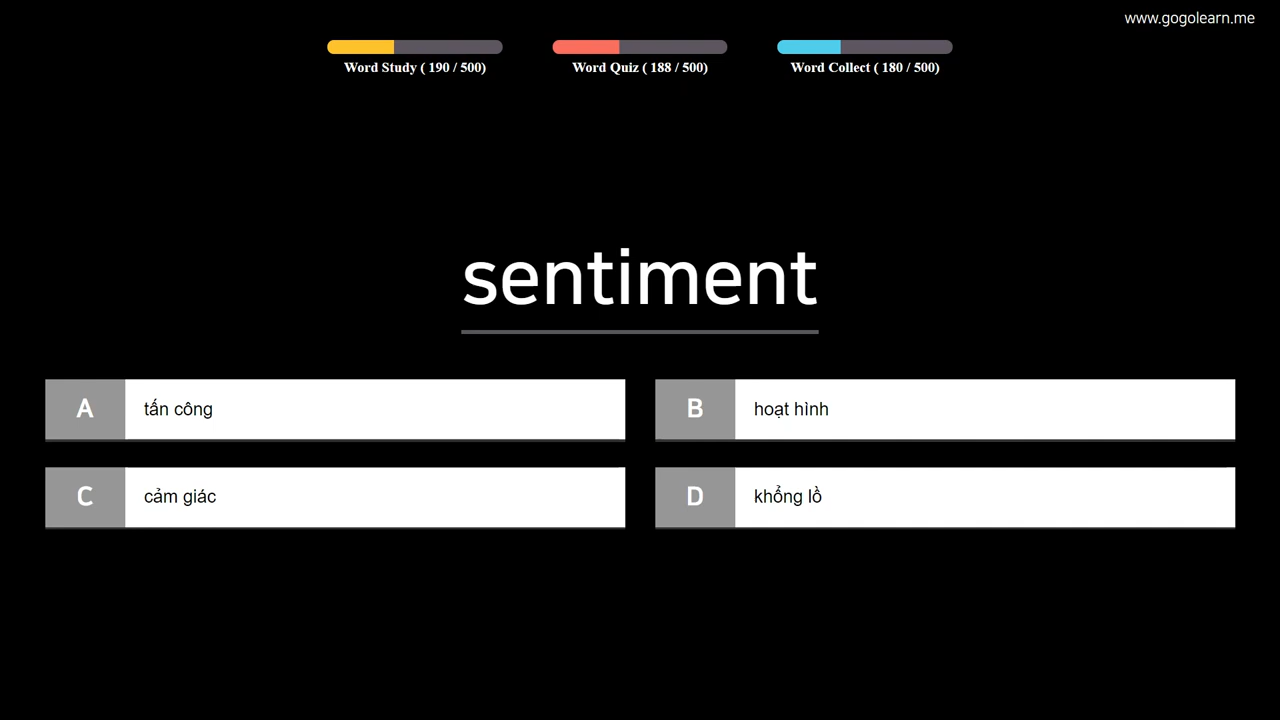 www.gogolearn.me
Word Study ( 190 / 500)
Word Quiz ( 188 / 500)
Word Collect ( 180 / 500)
sentiment
A tấn công
B hoạt hình
C cảm giác
D khổng lồ